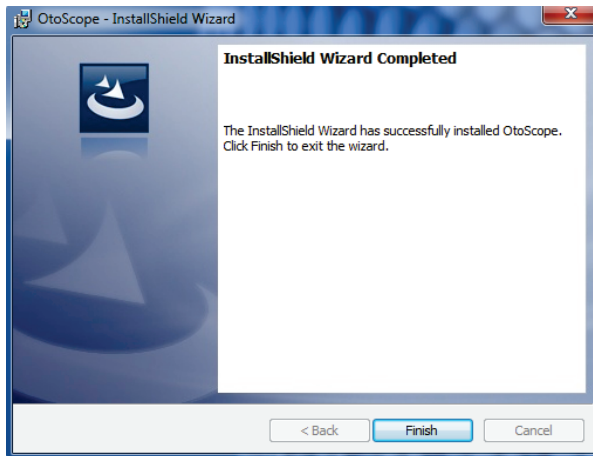 OtoScope - InstallShield Wizard
InstallShield Wizard Completed
The InstallShield Wizard has successfully installed OtoScope.
Click Finish to exit the wizard.
< Back
Finish
Cancel